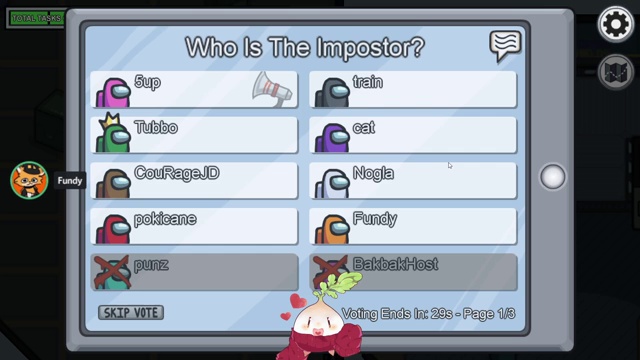 TOTAL TASKS
Who Is The Impostor?
5up
train
Tubbo
cat
CouRageJD
Nogla
Fundy
pokicane
Fundy
punz
BakbakHost
SKIP VOTE
Voting Ends In: 29s - Page 1/3